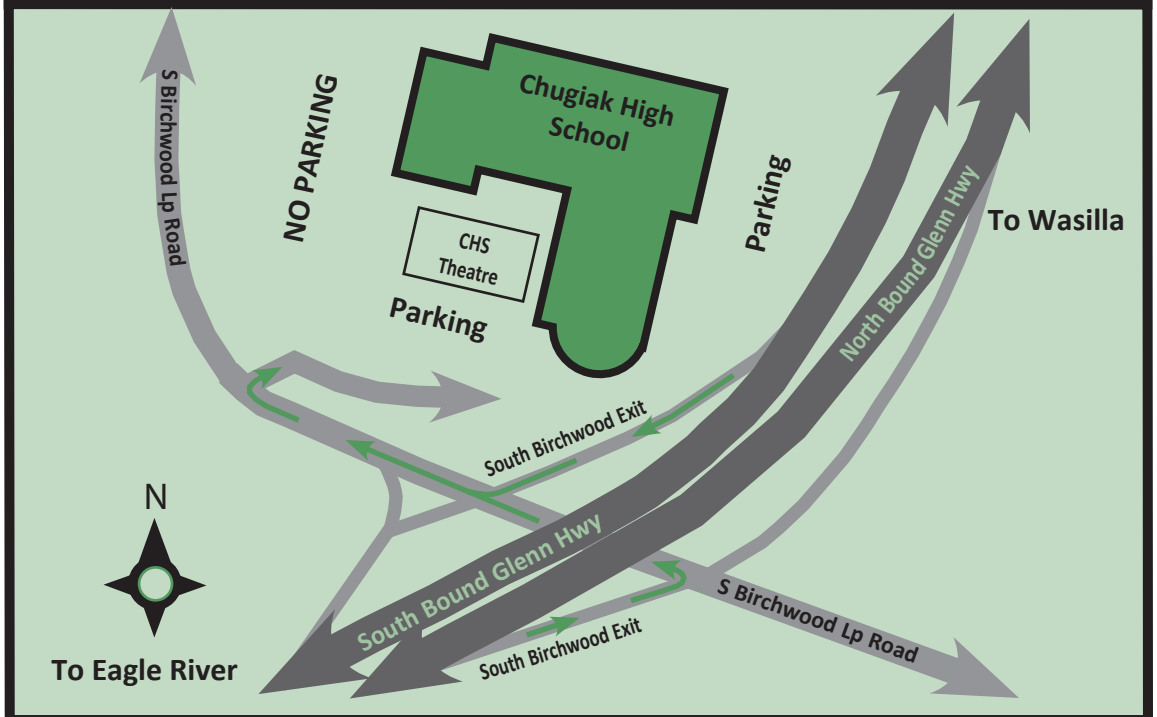 S Birchwood Lp Road
NO PARKING
Chugiak High
School
Parking
CHS
Theatre
Parking
To Wasilla
North Bound Glenn Hwy
South Birchwood Exit
South Bound Glenn Hwy
N
To Eagle River
South Birchwood Exit
S Birchwood Lp Road